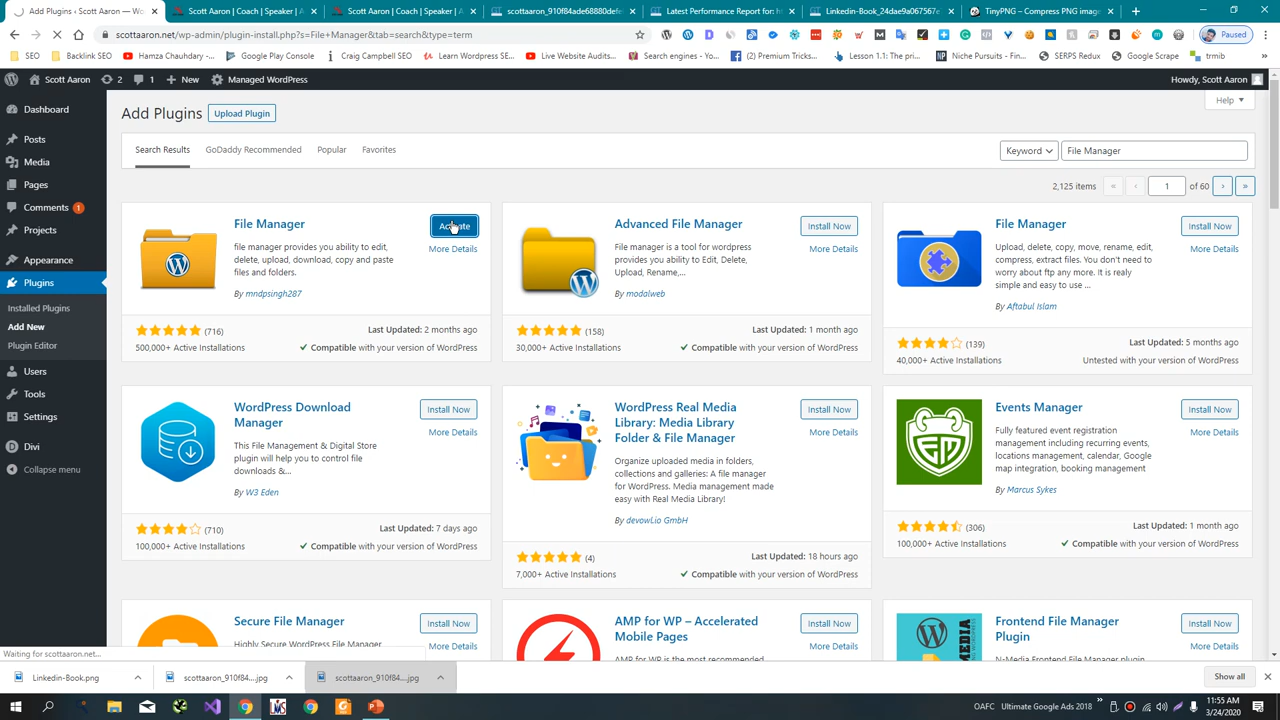 Add Plugins ‹ Scott Aaron — Wor
Scott Aaron | Coach | Speaker | A
Scott Aaron | Coach | Speaker | A
scottaaron_910f84ade68880defe
Latest Performance Report for: h
Linkedin-Book_24dae9a067567e
TinyPNG – Compress PNG image
scottaaron.net/wp-admin/plugin-install.php?s=File+Manager&tab=search&type=term
Paused
SEO
Backlink SEO
Hamza Chaudhary -...
Google Play Console
Craig Campbell SEO
Learn Wordpress SE...
Live Website Audits...
Search engines - Yo...
(3) Premium Tricks...
Lesson 1.1: The pri...
Niche Pursuits - Fin...
SERPS Redux
Google Scrape
trmib
Scott Aaron
2
1
New
Managed WordPress
Howdy, Scott Aaron
Dashboard
Posts
Media
Pages
Comments 1
Projects
Appearance
Plugins
Installed Plugins
Add New
Plugin Editor
Users
Tools
Settings
Divi
Collapse menu
Add Plugins
Upload Plugin
Help
Search Results
GoDaddy Recommended
Popular
Favorites
Keyword
File Manager
2,125 items
«
‹
1
of 60
›
»
File Manager
Activate
More Details
file manager provides you ability to edit,
delete, upload, download, copy and paste
files and folders.
By mndpsingh287
(716)
Last Updated: 2 months ago
500,000+ Active Installations
✓ Compatible with your version of WordPress
Advanced File Manager
Install Now
More Details
File manager is a tool for wordpress
provides you ability to Edit, Delete,
Upload, Rename,...
By modalweb
(158)
Last Updated: 1 month ago
30,000+ Active Installations
✓ Compatible with your version of WordPress
File Manager
Install Now
More Details
Upload, delete, copy, move, rename, edit,
compress, extract files. You don't need to
worry about ftp any more. It is realy
simple and easy to use ...
By Aftabul Islam
(139)
Last Updated: 5 months ago
40,000+ Active Installations
Untested with your version of WordPress
WordPress Download
Manager
Install Now
More Details
This File Management & Digital Store
plugin will help you to control file
downloads &...
By W3 Eden
(710)
Last Updated: 7 days ago
100,000+ Active Installations
✓ Compatible with your version of WordPress
WordPress Real Media
Library: Media Library
Folder & File Manager
Install Now
More Details
Organize uploaded media in folders,
collections and galleries: A file manager
for WordPress. Media management made
easy with Real Media Library!
By devowl.io GmbH
(4)
Last Updated: 18 hours ago
7,000+ Active Installations
✓ Compatible with your version of WordPress
Events Manager
Install Now
More Details
Fully featured event registration
management including recurring events,
locations management, calendar, Google
map integration, booking management
By Marcus Sykes
(306)
Last Updated: 1 month ago
100,000+ Active Installations
✓ Compatible with your version of WordPress
Secure File Manager
Install Now
More Details
Highly Secure WordPress File Manager
AMP for WP – Accelerated
Mobile Pages
Install Now
More Details
AMP for WP is the most recommended
Frontend File Manager
Plugin
Install Now
More Details
N-Media Frontend File Manager plugin
Waiting for scottaaron.net...
Linkedin-Book.png
scottaaron_910f84....jpg
scottaaron_910f84....jpg
Show all
OAFC
Ultimate Google Ads 2018
11:55 AM
3/24/2020